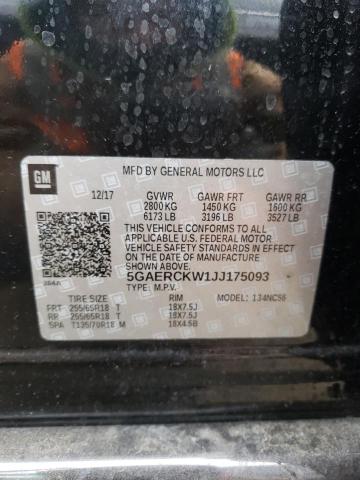 GM
MFD BY GENERAL MOTORS LLC
12/17 GVWR GAWR FRT GAWR RR
2800 KG 1450 KG 1600 KG
6173 LB 3196 LB 3527 LB
THIS VEHICLE CONFORMS TO ALL
APPLICABLE U.S. FEDERAL MOTOR
VEHICLE SAFETY STANDARDS IN EFFECT
ON THE DATE OF MANUFACTURE
SHOWN ABOVE.
5GAERCKW1JJ175093
TYPE: M.P.V. MODEL: 134NC56
TIRE SIZE RIM
FRT 255/65R18 T 18X7.5J
RR 255/65R18 T 18X7.5J
SPA T135/70R18 M 18X4.5B